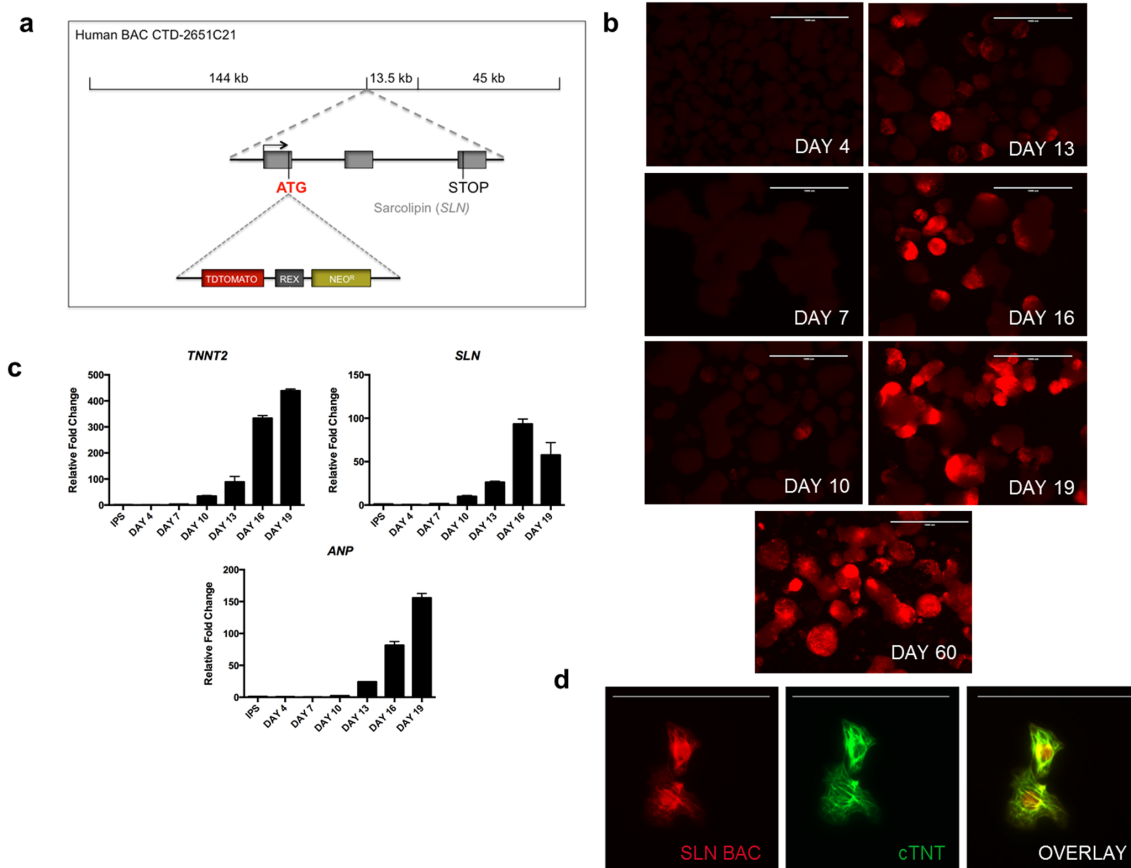 a
Human BAC CTD-2651C21
144 kb
13.5 kb
45 kb
ATG
STOP
Sarcolipin (SLN)
TDTOMATO
REX
NEOᴿ
b
DAY 4
DAY 13
DAY 7
DAY 16
DAY 10
DAY 19
DAY 60
c
TNNT2
Relative Fold Change
500
400
300
200
100
0
IPS
DAY 4
DAY 7
DAY 10
DAY 13
DAY 16
DAY 19
SLN
Relative Fold Change
150
100
50
0
IPS
DAY 4
DAY 7
DAY 10
DAY 13
DAY 16
DAY 19
ANP
Relative Fold Change
200
150
100
50
0
IPS
DAY 4
DAY 7
DAY 10
DAY 13
DAY 16
DAY 19
d
SLN BAC
cTNT
OVERLAY